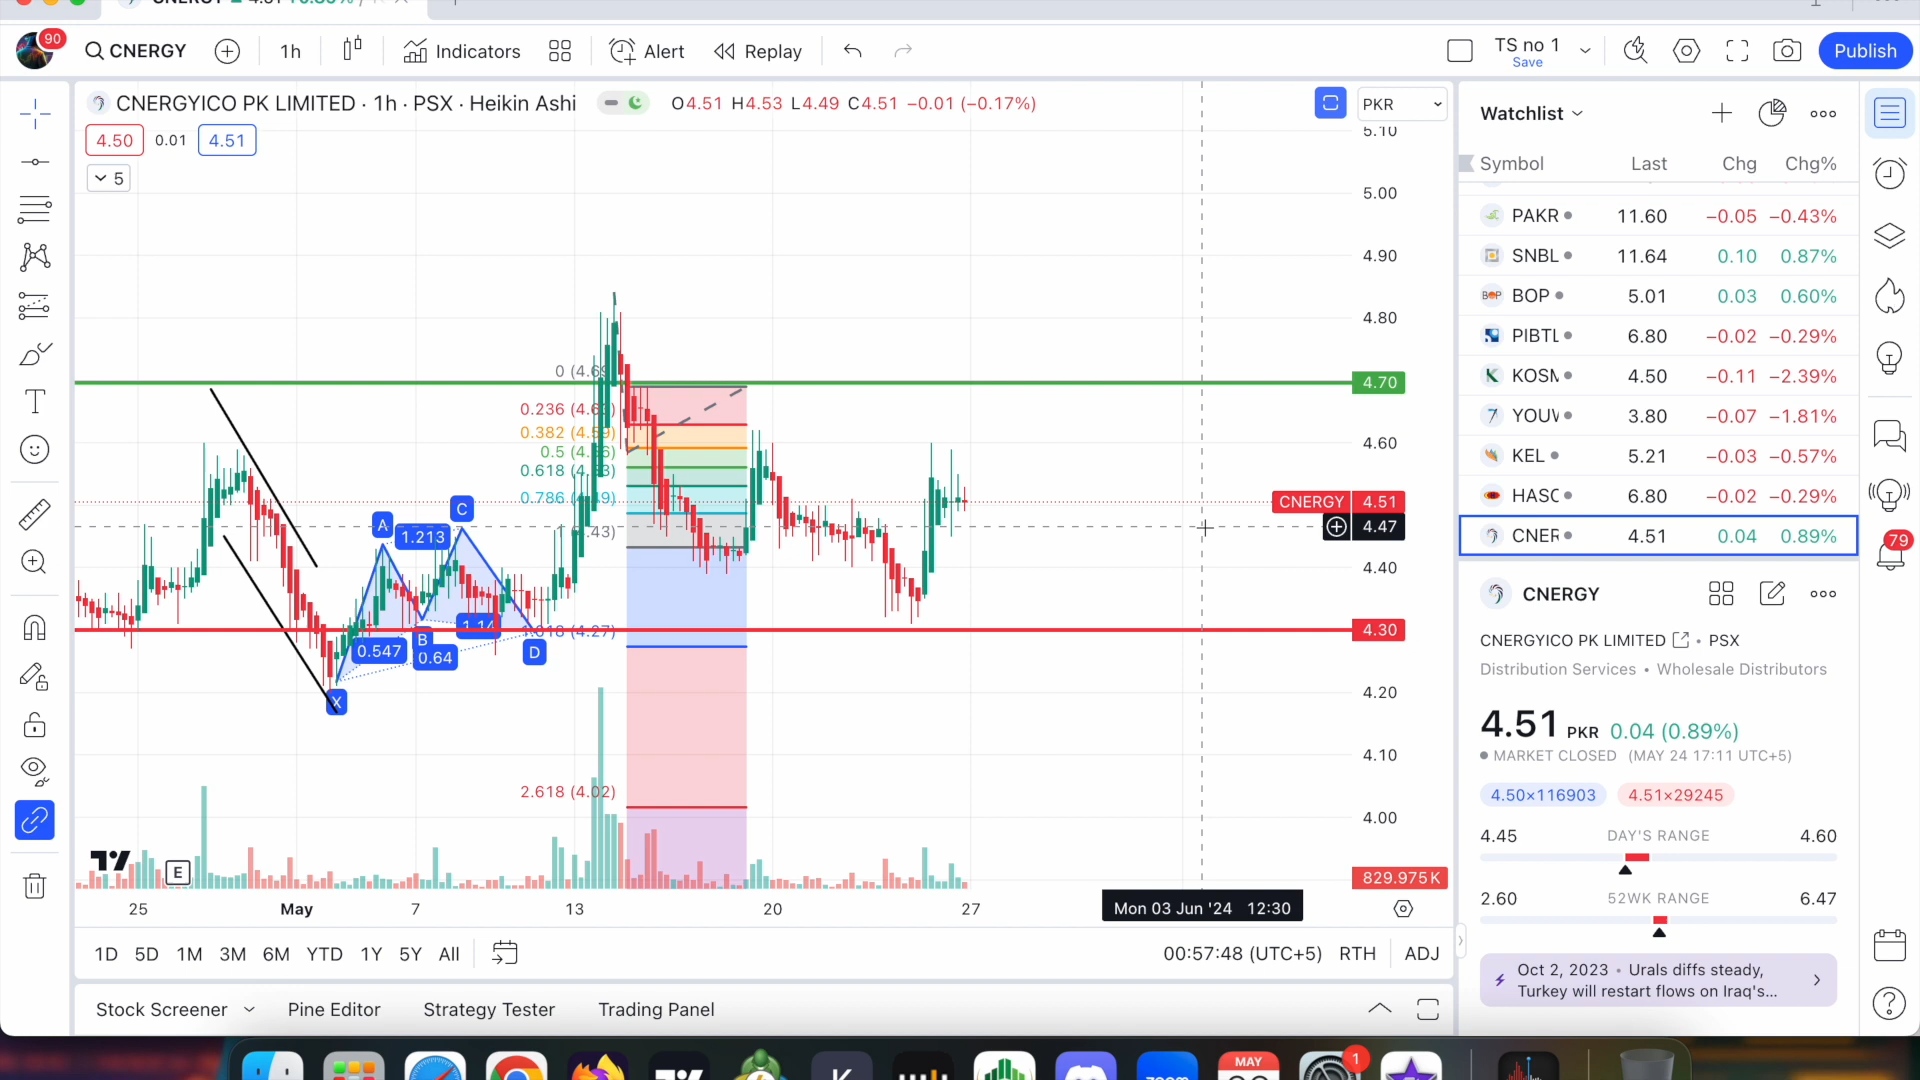 90
CNERGY
1h
Indicators
Alert
Replay
TS no 1
Save
Publish
CNERGYICO PK LIMITED · 1h · PSX · Heikin Ashi
O4.51 H4.53 L4.49 C4.51 −0.01 (−0.17%)
PKR
4.50
0.01
4.51
5
5.10
5.00
4.90
4.80
4.70
4.60
CNERGY 4.51
4.47
4.40
4.30
4.20
4.10
4.00
829.975K
0.236
0.382
0.5
0.618
0.786
2.618 (4.02)
A
1.213
C
0.547
B
0.64
D
X
E
25
May
7
13
20
27
Mon 03 Jun '24 12:30
1D 5D 1M 3M 6M YTD 1Y 5Y All
00:57:48 (UTC+5) RTH ADJ
Stock Screener
Pine Editor
Strategy Tester
Trading Panel
Watchlist
Symbol Last Chg Chg%
PAKR 11.60 −0.05 −0.43%
SNBL 11.64 0.10 0.87%
BOP 5.01 0.03 0.60%
PIBTL 6.80 −0.02 −0.29%
KOSM 4.50 −0.11 −2.39%
YOUW 3.80 −0.07 −1.81%
KEL 5.21 −0.03 −0.57%
HASC 6.80 −0.02 −0.29%
CNER 4.51 0.04 0.89%
CNERGY
CNERGYICO PK LIMITED • PSX
Distribution Services • Wholesale Distributors
4.51 PKR 0.04 (0.89%)
MARKET CLOSED (MAY 24 17:11 UTC+5)
4.50×116903 4.51×29245
4.45 DAY'S RANGE 4.60
2.60 52WK RANGE 6.47
Oct 2, 2023 • Urals diffs steady,
Turkey will restart flows on Iraq's...
79
MAY
1